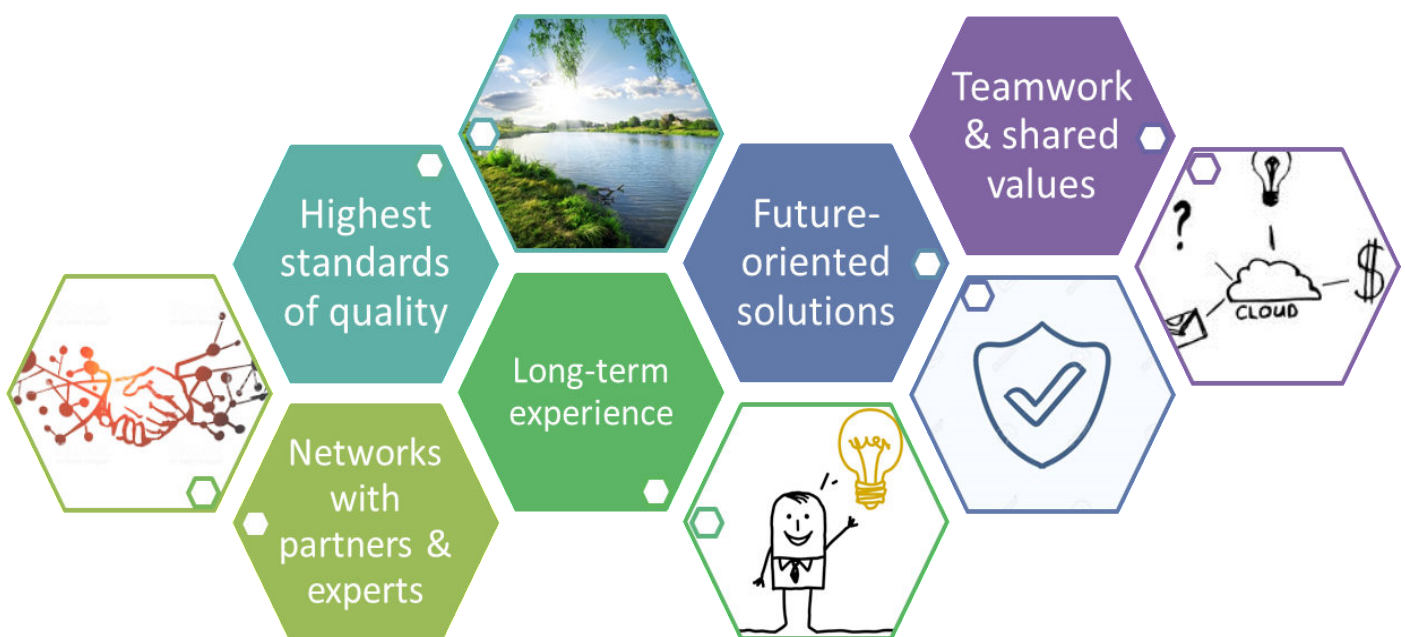 Teamwork
& shared
values
Highest
standards
of quality
Future-
oriented
solutions
?
$
CLOUD
Long-term
experience
Networks
with
partners &
experts